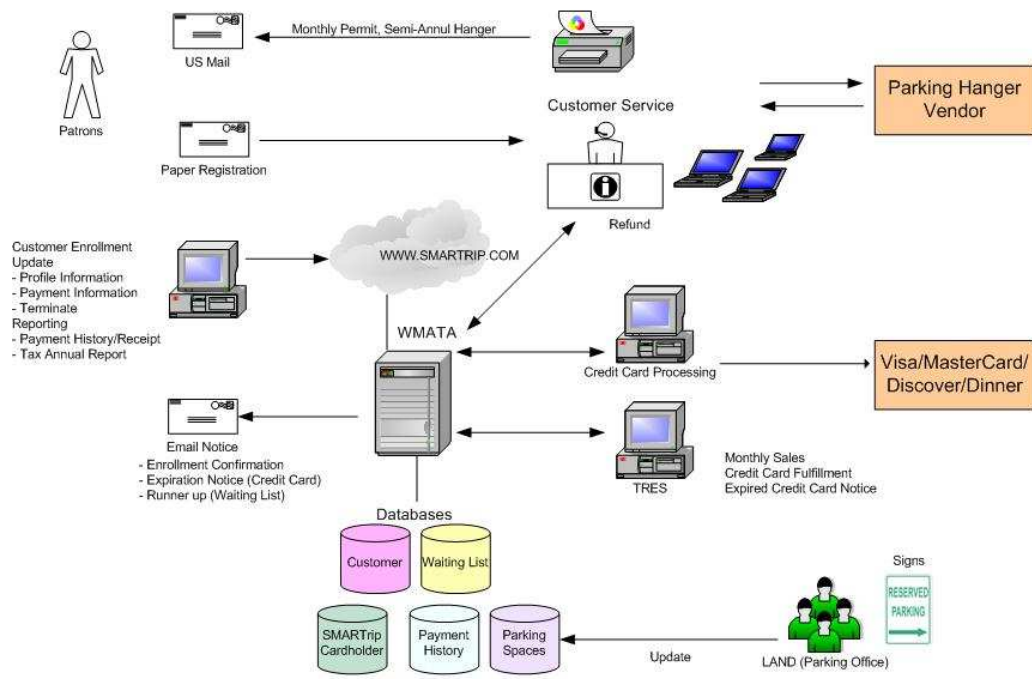 Monthly Permit, Semi-Annul Hanger
US Mail
Patrons
Customer Service
Parking Hanger
Vendor
Paper Registration
Refund
Customer Enrollment
Update
- Profile Information
- Payment Information
- Terminate
Reporting
- Payment History/Receipt
- Tax Annual Report
WWW.SMARTRIP.COM
WMATA
Credit Card Processing
Visa/MasterCard/
Discover/Dinner
Email Notice
- Enrollment Confirmation
- Expiration Notice (Credit Card)
- Runner up (Waiting List)
TRES
Monthly Sales
Credit Card Fulfillment
Expired Credit Card Notice
Databases
Customer
Waiting List
SMARTrip
Cardholder
Payment
History
Parking
Spaces
Update
LAND (Parking Office)
Signs
RESERVED
PARKING